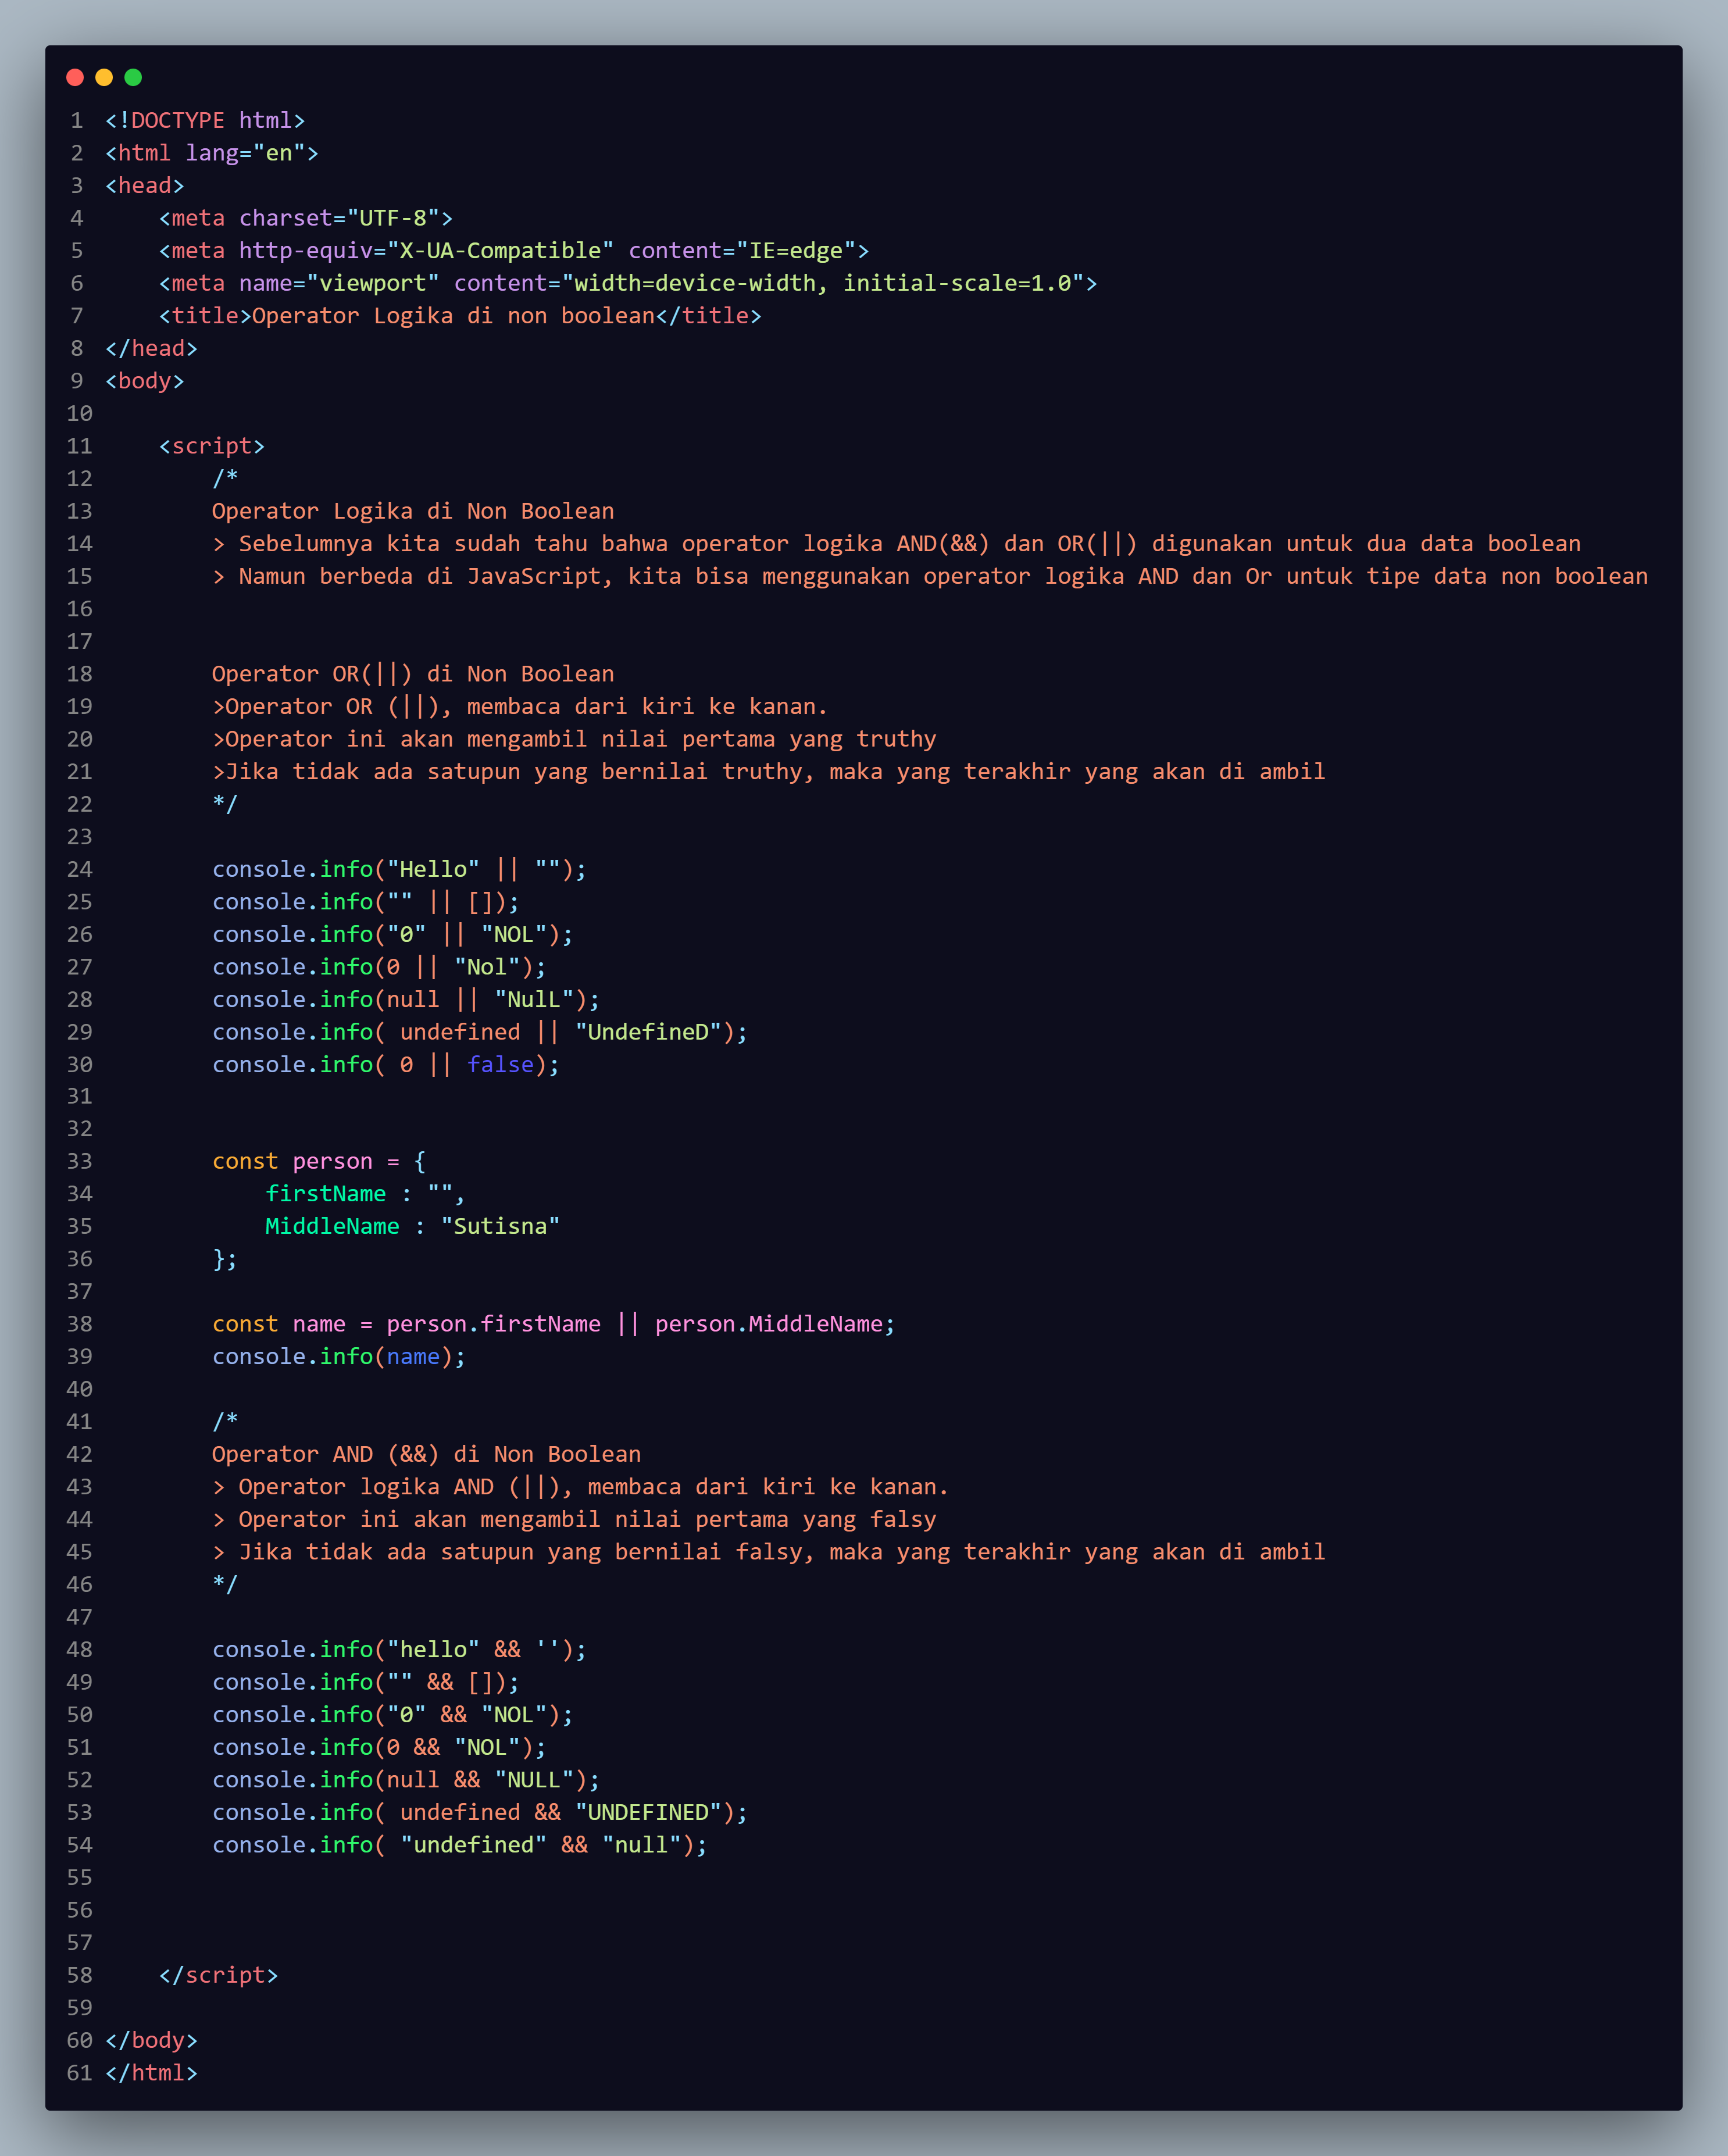 1 <!DOCTYPE html>
2 <html lang="en">
3 <head>
4     <meta charset="UTF-8">
5     <meta http-equiv="X-UA-Compatible" content="IE=edge">
6     <meta name="viewport" content="width=device-width, initial-scale=1.0">
7     <title>Operator Logika di non boolean</title>
8 </head>
9 <body>
10
11     <script>
12         /*
13         Operator Logika di Non Boolean
14         > Sebelumnya kita sudah tahu bahwa operator logika AND(&&) dan OR(||) digunakan untuk dua data boolean
15         > Namun berbeda di JavaScript, kita bisa menggunakan operator logika AND dan Or untuk tipe data non boolean
16
17
18         Operator OR(||) di Non Boolean
19         >Operator OR (||), membaca dari kiri ke kanan.
20         >Operator ini akan mengambil nilai pertama yang truthy
21         >Jika tidak ada satupun yang bernilai truthy, maka yang terakhir yang akan di ambil
22         */
23
24         console.info("Hello" || "");
25         console.info("" || []);
26         console.info("0" || "NOL");
27         console.info(0 || "Nol");
28         console.info(null || "NulL");
29         console.info( undefined || "UndefineD");
30         console.info( 0 || false);
31
32
33         const person = {
34             firstName : "",
35             MiddleName : "Sutisna"
36         };
37
38         const name = person.firstName || person.MiddleName;
39         console.info(name);
40
41         /*
42         Operator AND (&&) di Non Boolean
43         > Operator logika AND (||), membaca dari kiri ke kanan.
44         > Operator ini akan mengambil nilai pertama yang falsy
45         > Jika tidak ada satupun yang bernilai falsy, maka yang terakhir yang akan di ambil
46         */
47
48         console.info("hello" && '');
49         console.info("" && []);
50         console.info("0" && "NOL");
51         console.info(0 && "NOL");
52         console.info(null && "NULL");
53         console.info( undefined && "UNDEFINED");
54         console.info( "undefined" && "null");
55
56
57
58     </script>
59
60 </body>
61 </html>